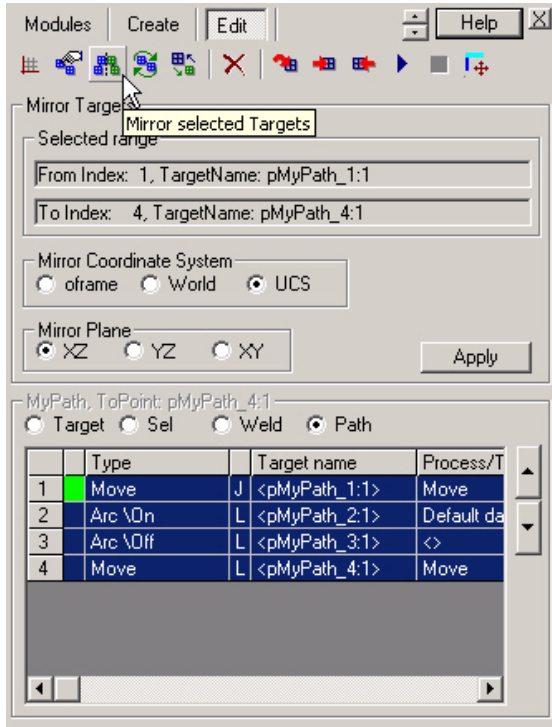 Modules Create Edit Help X
Mirror Targe
Mirror selected Targets
Selected range
From Index: 1, TargetName: pMyPath_1:1
To Index: 4, TargetName: pMyPath_4:1
Mirror Coordinate System
oframe World UCS
Mirror Plane
XZ YZ XY Apply
MyPath, ToPoint: pMyPath_4:1
Target Sel Weld Path
Type Target name Process/T
1 Move J <pMyPath_1:1> Move
2 Arc \On L <pMyPath_2:1> Default da
3 Arc \Off L <pMyPath_3:1> <>
4 Move L <pMyPath_4:1> Move